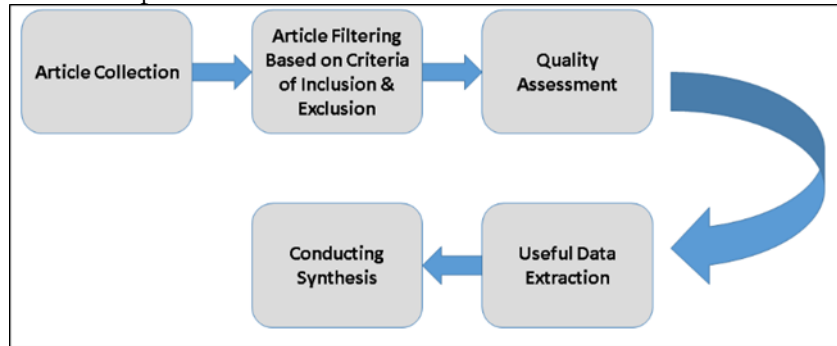 Article Collection
Article Filtering
Based on Criteria
of Inclusion &
Exclusion
Quality
Assessment
Useful Data
Extraction
Conducting
Synthesis